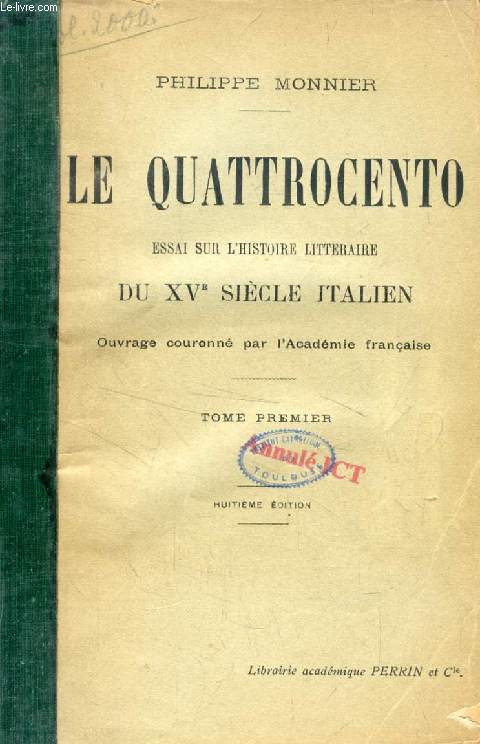 Le-livre.com
PHILIPPE MONNIER
LE QUATTROCENTO
ESSAI SUR L'HISTOIRE LITTERAIRE
DU XVE SIÈCLE ITALIEN
Ouvrage couronné par l'Académie française
TOME PREMIER
Annulé ICT
TOULOUSE
HUITIÈME ÉDITION
Librairie académique PERRIN et Cie.